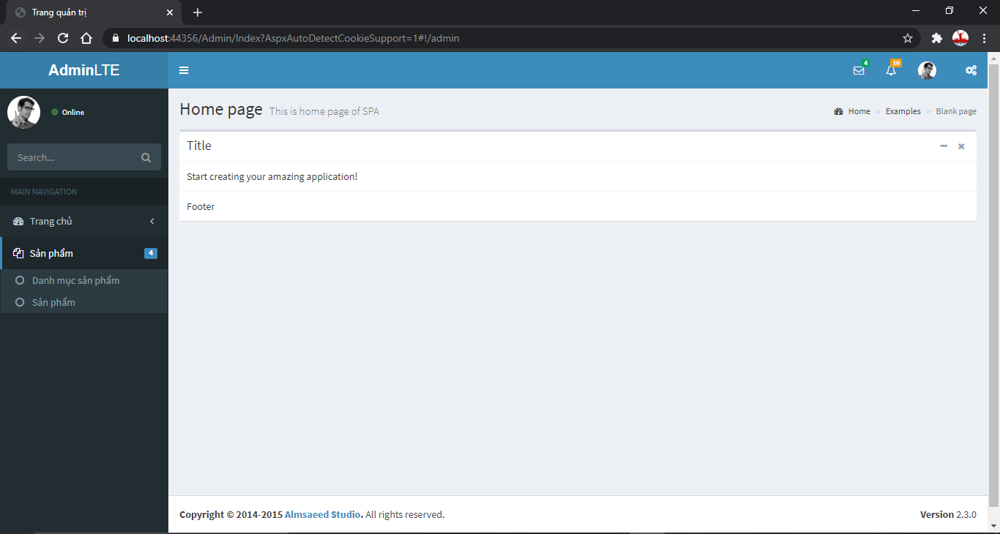 Trang quản trị
localhost:44356/Admin/Index?AspxAutoDetectCookieSupport=1#!/admin
AdminLTE
4
10
Online
Home page This is home page of SPA
Home > Examples > Blank page
Search...
Title
MAIN NAVIGATION
Start creating your amazing application!
Footer
Trang chủ
Sản phẩm 4
Danh mục sản phẩm
Sản phẩm
Copyright © 2014-2015 Almsaeed Studio. All rights reserved.
Version 2.3.0